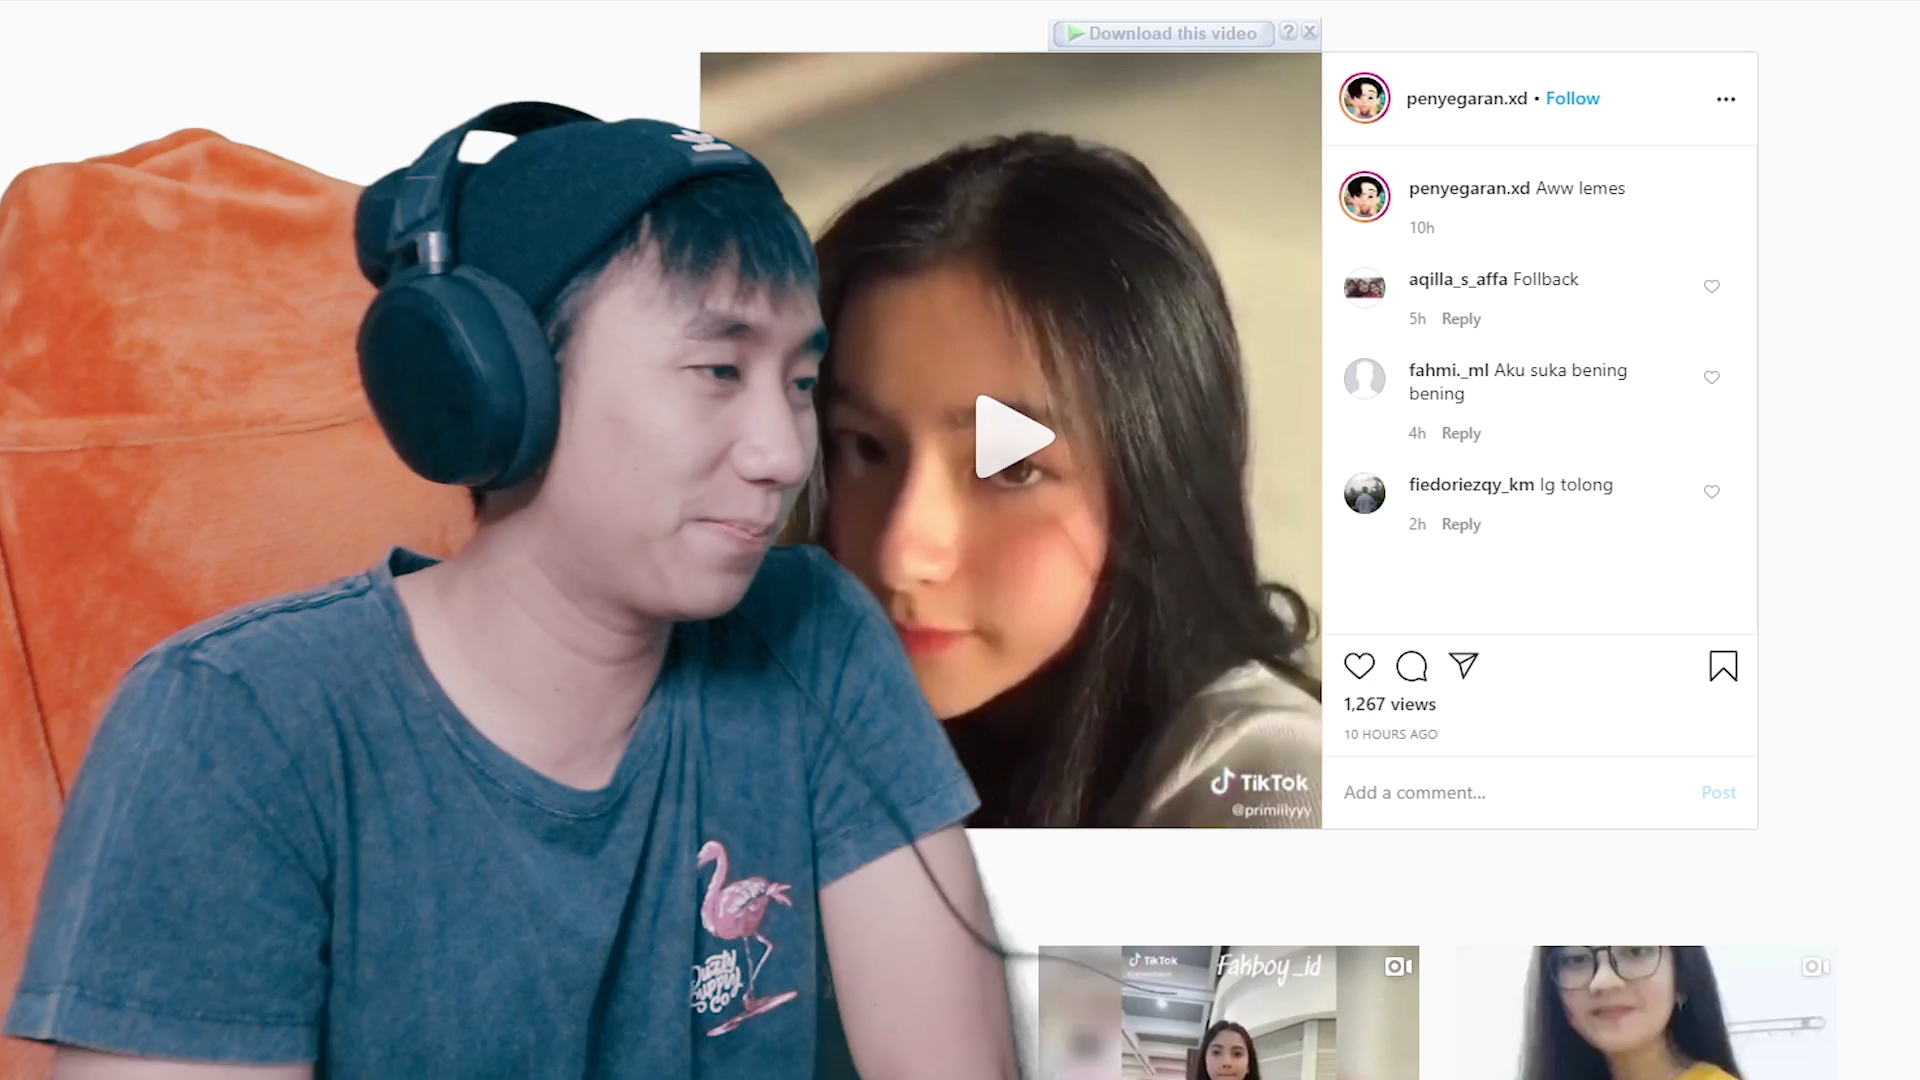 Download this video
?
penyegaran.xd • Follow
penyegaran.xd Aww lemes
10h
aqilla_s_affa Follback
5h Reply
fahmi._ml Aku suka bening
bening
4h Reply
fiedoriezqy_km Ig tolong
2h Reply
1,267 views
10 HOURS AGO
Add a comment... Post
TikTok
@primiilyyy
TikTok
Fakboy_id